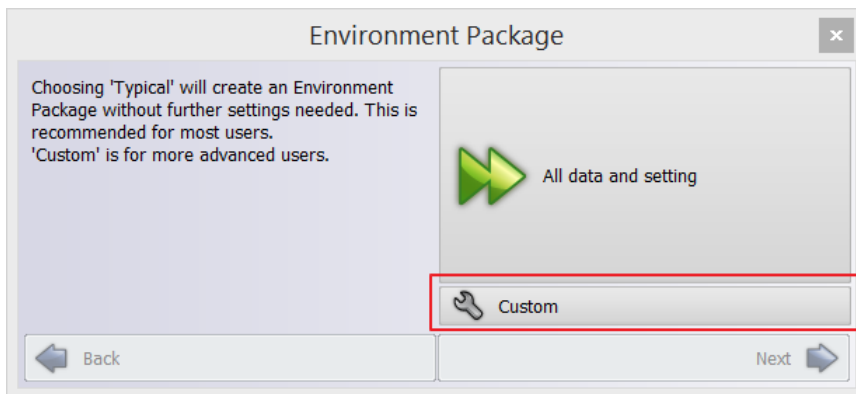 Environment Package
Choosing 'Typical' will create an Environment
Package without further settings needed. This is
recommended for most users.
'Custom' is for more advanced users.
All data and setting
Custom
Back
Next